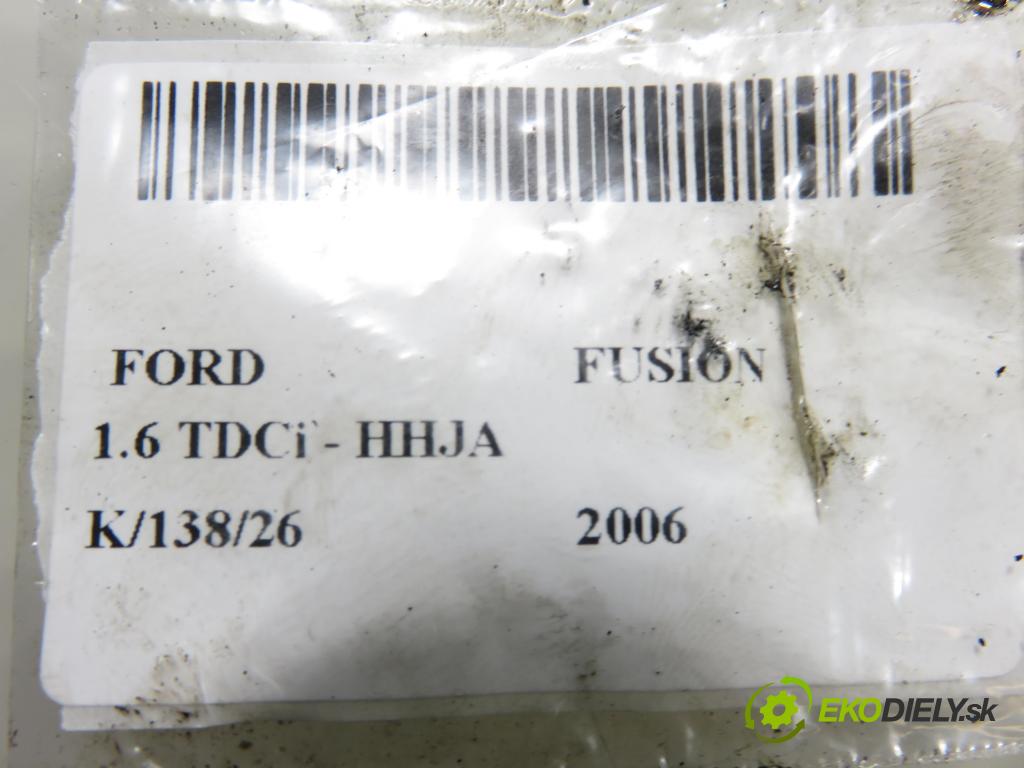 FORD FUSION
1.6 TDCi - HHJA
K/138/26 2006
EKODIELY.sk